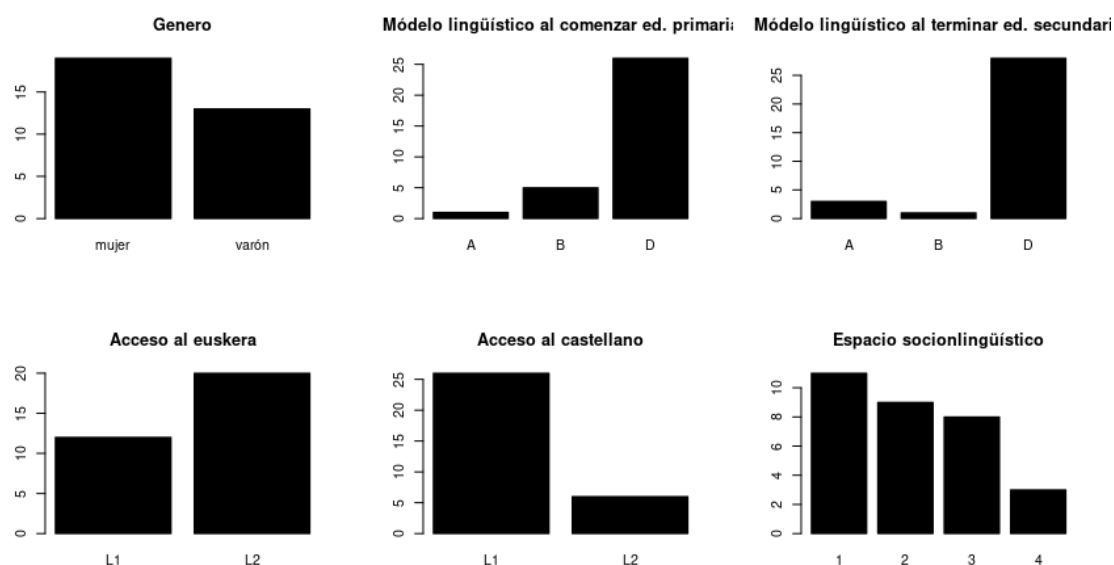 Genero
0 5 10 15
mujer varón
Módelo lingüístico al comenzar ed. primaria
0 5 10 15 20 25
A B D
Módelo lingüístico al terminar ed. secundari
0 5 10 15 20 25
A B D
Acceso al euskera
0 5 10 15 20
L1 L2
Acceso al castellano
0 5 10 15 20 25
L1 L2
Espacio socionlingüístico
0 2 4 6 8 10
1 2 3 4